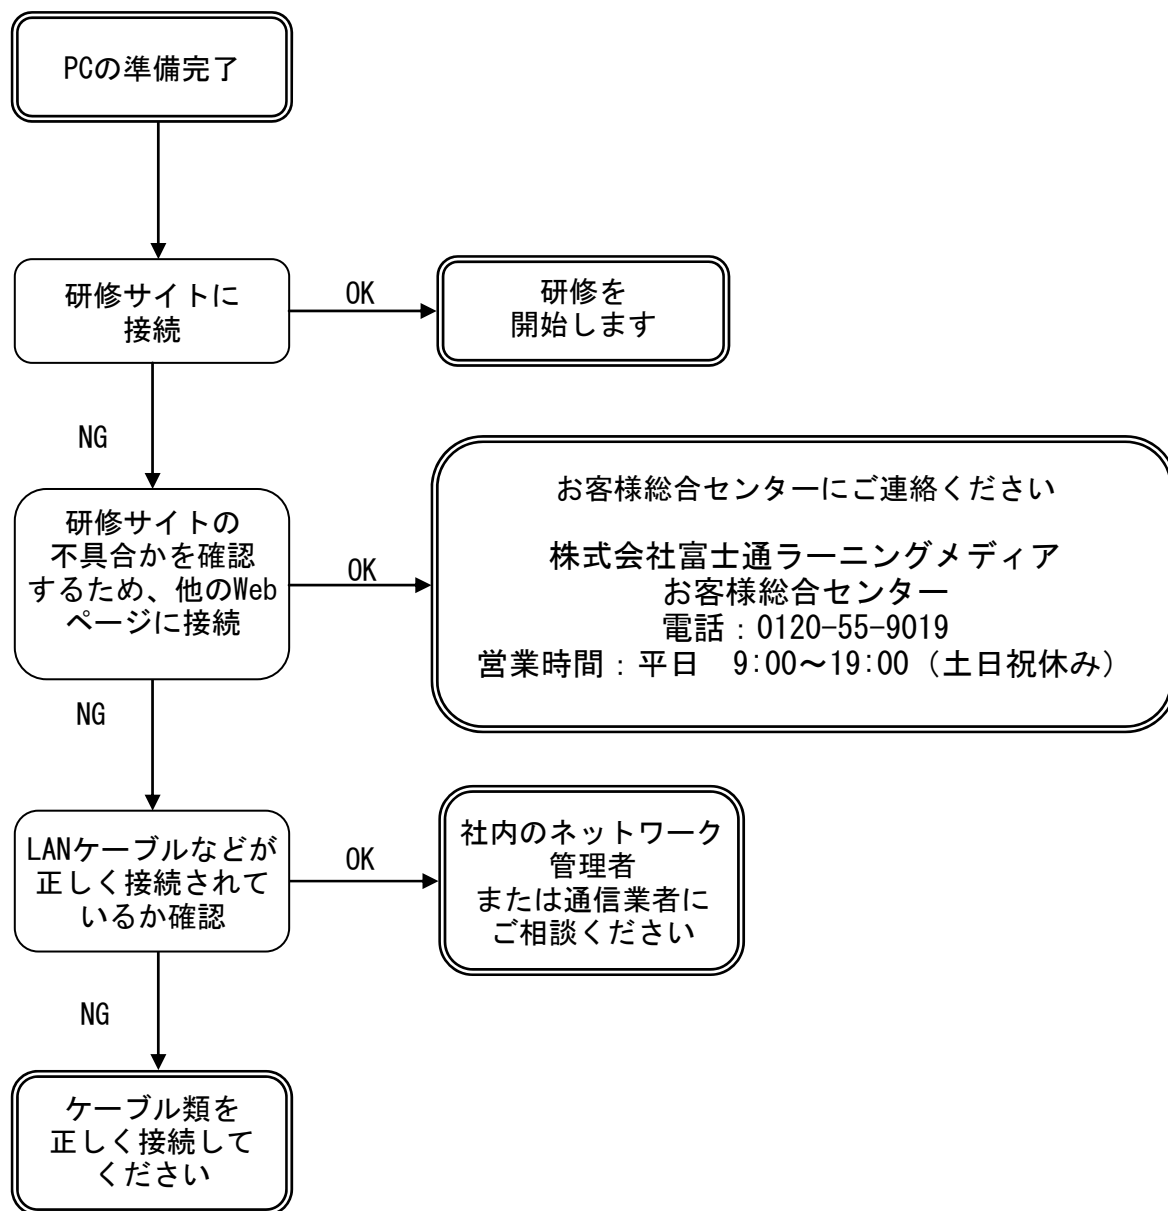 PCの準備完了
研修サイトに
接続
OK
研修を
開始します
NG
研修サイトの
不具合かを確認
するため、他のWeb
ページに接続
OK
お客様総合センターにご連絡ください
株式会社富士通ラーニングメディア
お客様総合センター
電話：0120-55-9019
営業時間：平日　9:00～19:00（土日祝休み）
NG
LANケーブルなどが
正しく接続されて
いるか確認
OK
社内のネットワーク
管理者
または通信業者に
ご相談ください
NG
ケーブル類を
正しく接続して
ください